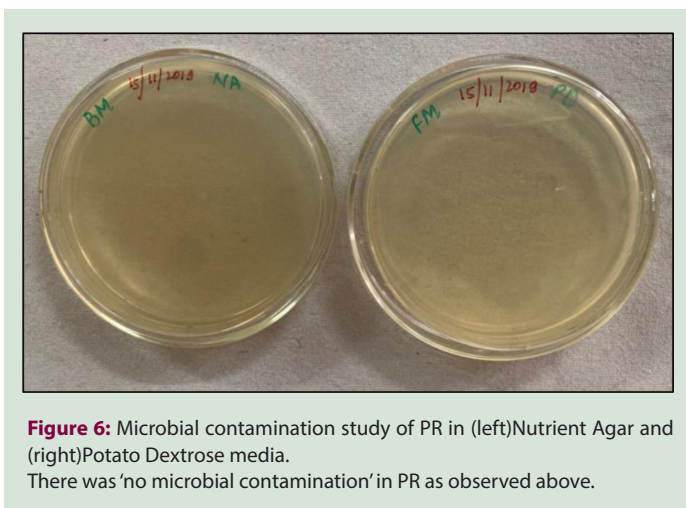 BM 15/11/2019 NA
FM 15/11/2019 PD
Figure 6: Microbial contamination study of PR in (left)Nutrient Agar and
(right)Potato Dextrose media.
There was ‘no microbial contamination’ in PR as observed above.